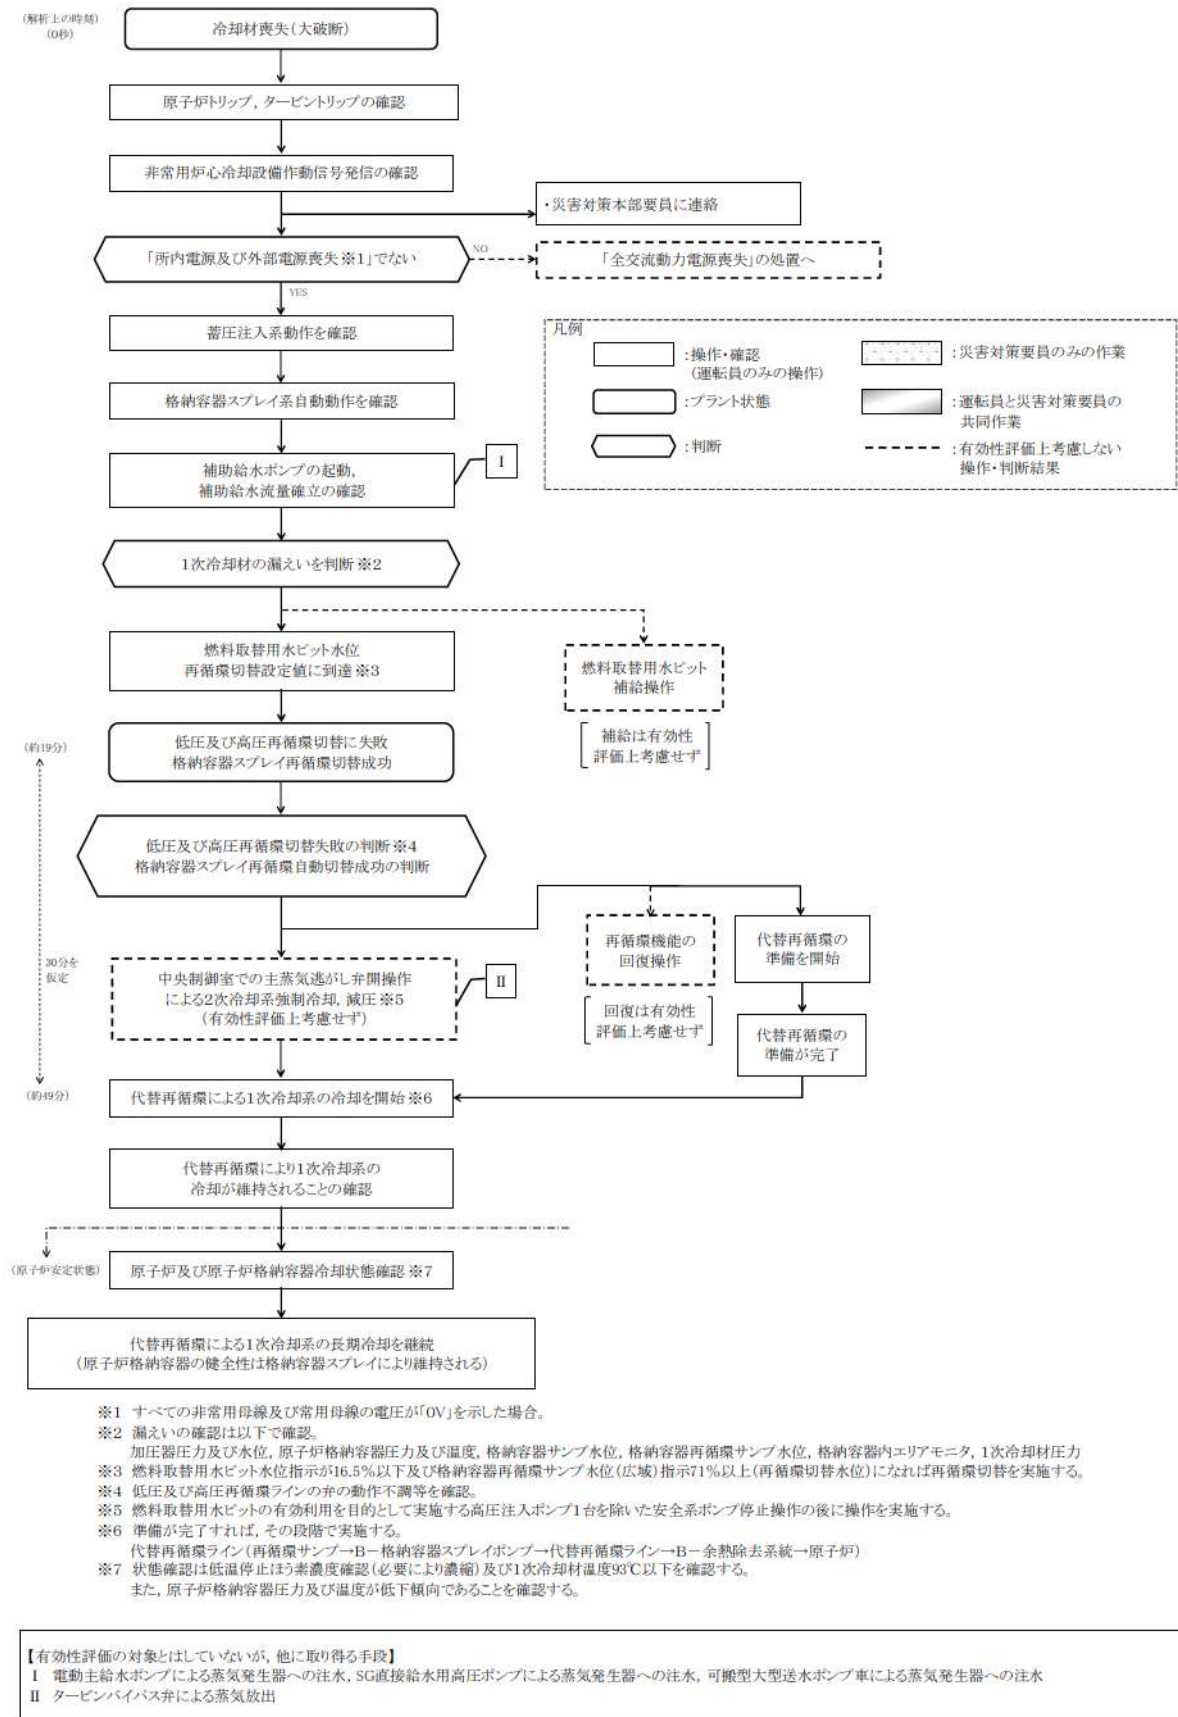 (解析上の時刻)
(0秒)
冷却材喪失(大破断)
原子炉トリップ, タービントリップの確認
非常用炉心冷却設備作動信号発信の確認
・災害対策本部要員に連絡
「所内電源及び外部電源喪失※1」でない
NO
「全交流動力電源喪失」の処置へ
YES
蓄圧注入系動作を確認
格納容器スプレイ系自動動作を確認
補助給水ポンプの起動,
補助給水流量確立の確認
I
凡例
:操作・確認
(運転員のみの操作)
:災害対策要員のみの作業
:プラント状態
:運転員と災害対策要員の
共同作業
:判断
:有効性評価上考慮しない
操作・判断結果
1次冷却材の漏えいを判断※2
燃料取替用水ピット水位
再循環切替設定値に到達※3
燃料取替用水ピット
補給操作
補給は有効性
評価上考慮せず
(約19分)
低圧及び高圧再循環切替に失敗
格納容器スプレイ再循環切替成功
低圧及び高圧再循環切替失敗の判断※4
格納容器スプレイ再循環自動切替成功の判断
30分を
仮定
中央制御室での主蒸気逃がし弁開操作
による2次冷却系強制冷却, 減圧※5
(有効性評価上考慮せず)
II
再循環機能の
回復操作
回復は有効性
評価上考慮せず
代替再循環の
準備を開始
代替再循環の
準備が完了
(約49分)
代替再循環による1次冷却系の冷却を開始※6
代替再循環により1次冷却系の
冷却が維持されることの確認
(原子炉安定状態)
原子炉及び原子炉格納容器冷却状態確認※7
代替再循環による1次冷却系の長期冷却を継続
(原子炉格納容器の健全性は格納容器スプレイにより維持される)
※1 すべての非常用母線及び常用母線の電圧が「0V」を示した場合。
※2 漏えいの確認は以下で確認。
加圧器圧力及び水位, 原子炉格納容器圧力及び温度, 格納容器サンプ水位, 格納容器再循環サンプ水位, 格納容器内エリアモニタ, 1次冷却材圧力
※3 燃料取替用水ピット水位指示が16.5%以下及び格納容器再循環サンプ水位(広域)指示71%以上(再循環切替水位)になれば再循環切替を実施する。
※4 低圧及び高圧再循環ラインの弁の動作不調等を確認。
※5 燃料取替用水ピットの有効利用を目的として実施する高圧注入ポンプ1台を除いた安全系ポンプ停止操作の後に操作を実施する。
※6 準備が完了すれば, その段階で実施する。
代替再循環ライン(再循環サンプ→B-格納容器スプレイポンプ→代替再循環ライン→B-余熱除去系統→原子炉)
※7 状態確認は低温停止ほう素濃度確認(必要により濃縮)及び1次冷却材温度93℃以下を確認する。
また, 原子炉格納容器圧力及び温度が低下傾向であることを確認する。
【有効性評価の対象とはしていないが, 他に取り得る手段】
I 電動主給水ポンプによる蒸気発生器への注水, SG直接給水用高圧ポンプによる蒸気発生器への注水, 可搬型大型送水ポンプ車による蒸気発生器への注水
II タービンバイパス弁による蒸気放出